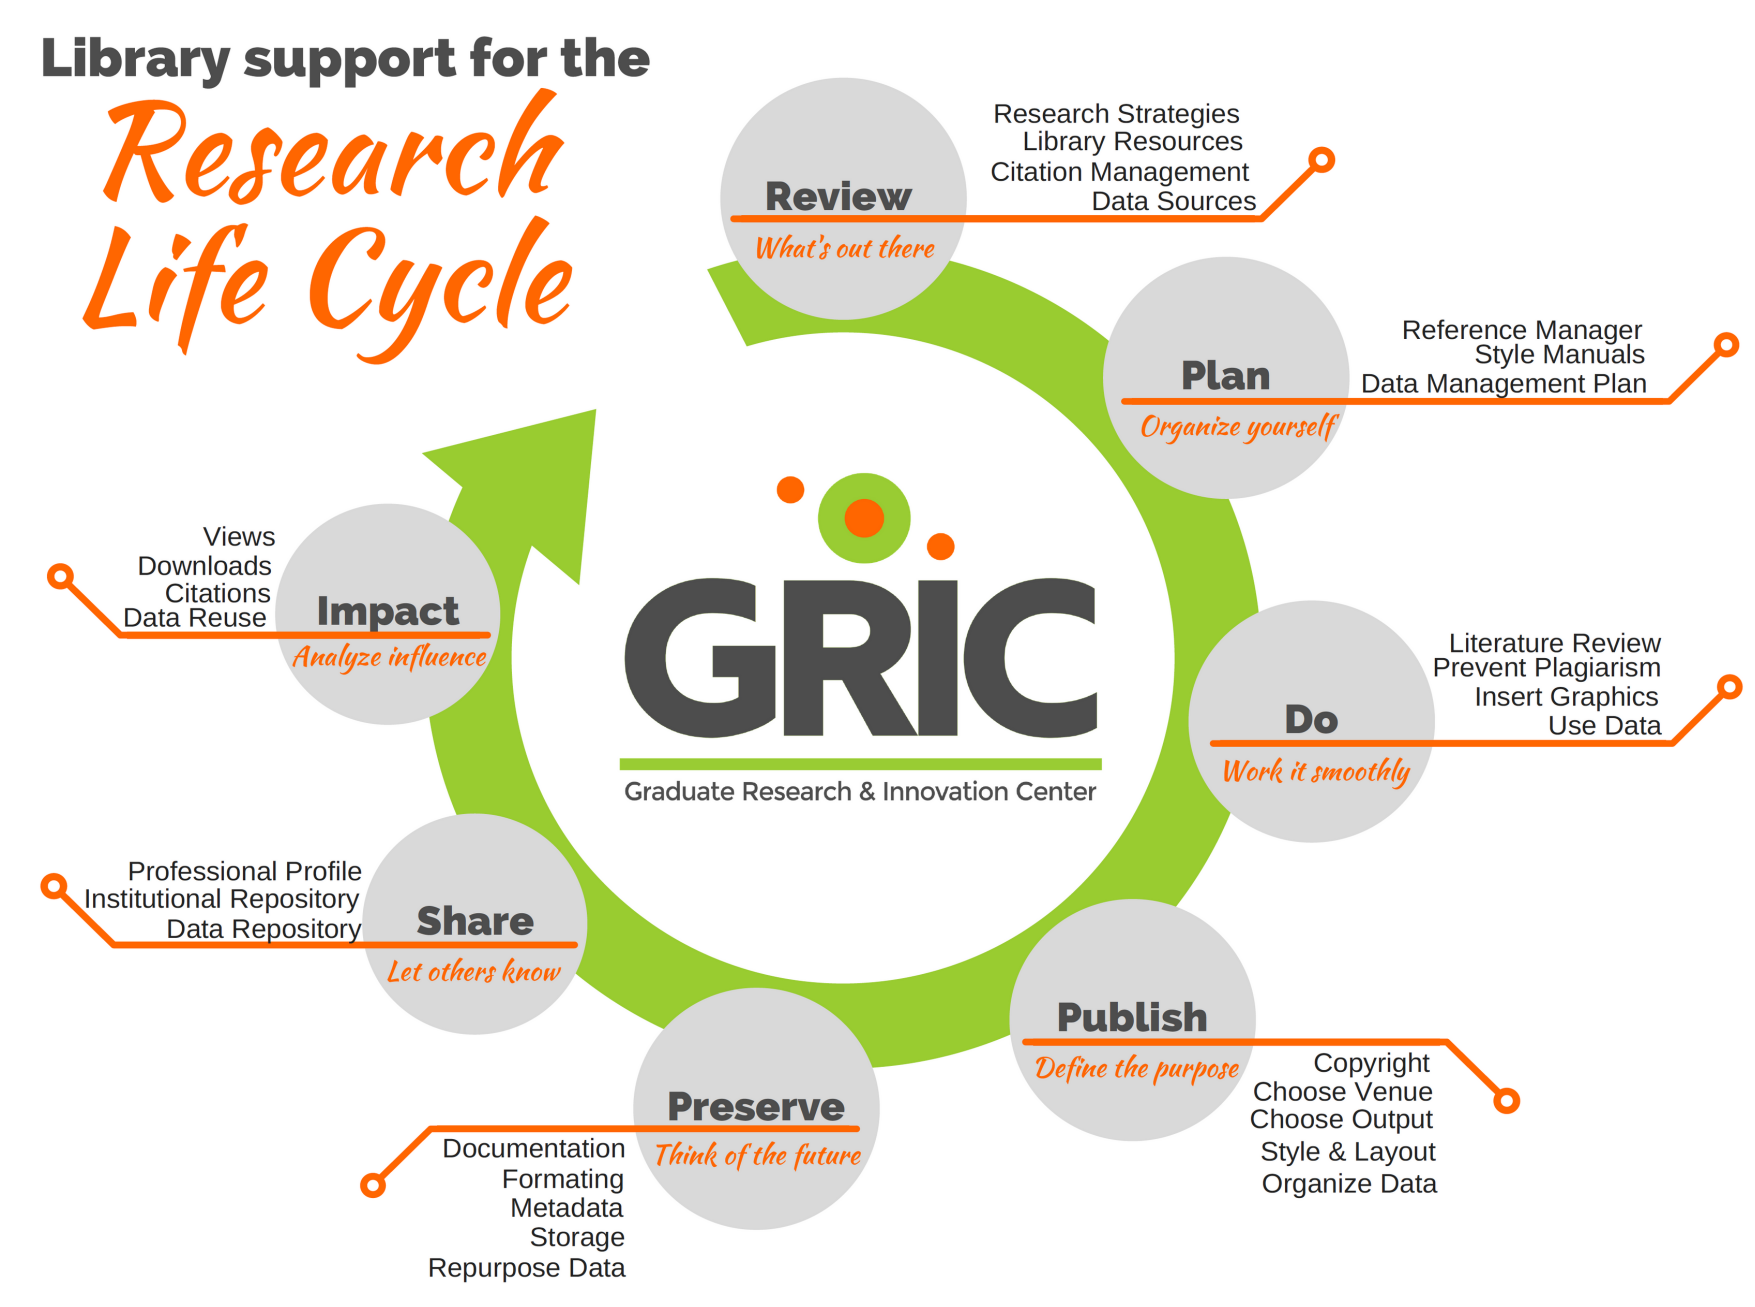 Library support for the
Research
Life Cycle
Review
What's out there
Research Strategies
Library Resources
Citation Management
Data Sources
Plan
Organize yourself
Reference Manager
Style Manuals
Data Management Plan
Do
Work it smoothly
Literature Review
Prevent Plagiarism
Insert Graphics
Use Data
Publish
Define the purpose
Copyright
Choose Venue
Choose Output
Style & Layout
Organize Data
Preserve
Think of the future
Documentation
Formating
Metadata
Storage
Repurpose Data
Share
Let others know
Professional Profile
Institutional Repository
Data Repository
Impact
Analyze influence
Views
Downloads
Citations
Data Reuse
GRIC
Graduate Research & Innovation Center